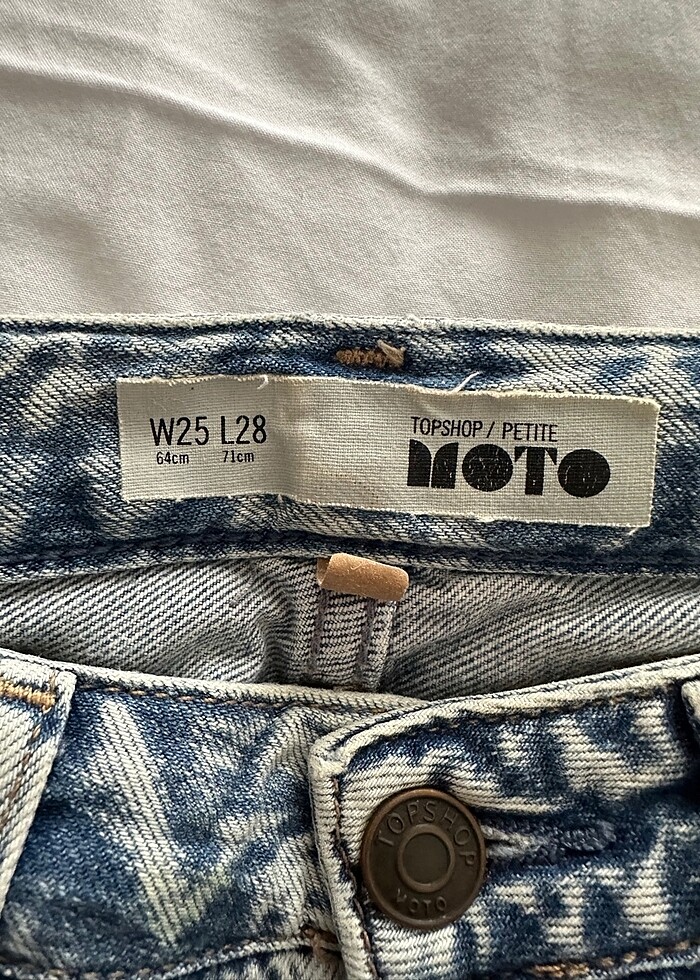 W25 L28
64cm 71cm
TOPSHOP / PETITE
MOTO
TOPSHOP
MOTO